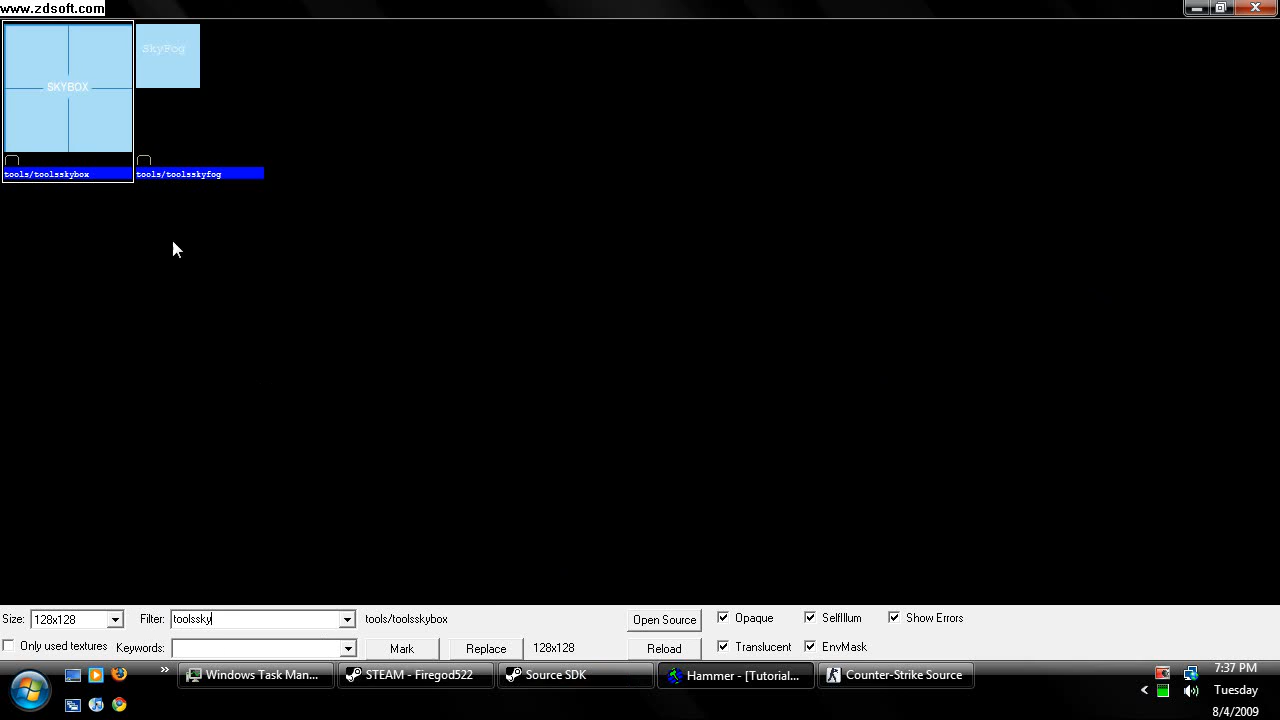 www.zdsoft.com
SKYBOX
SkyFog
tools/toolsskybox
tools/toolsskyfog
Size: 128x128 Filter: toolssky tools/toolsskybox Open Source Opaque SelfIllum Show Errors
Only used textures Keywords: Mark Replace 128x128 Reload Translucent EnvMask
Windows Task Man... STEAM - Firegod522 Source SDK Hammer - [Tutorial... Counter-Strike Source
7:37 PM
Tuesday
8/4/2009